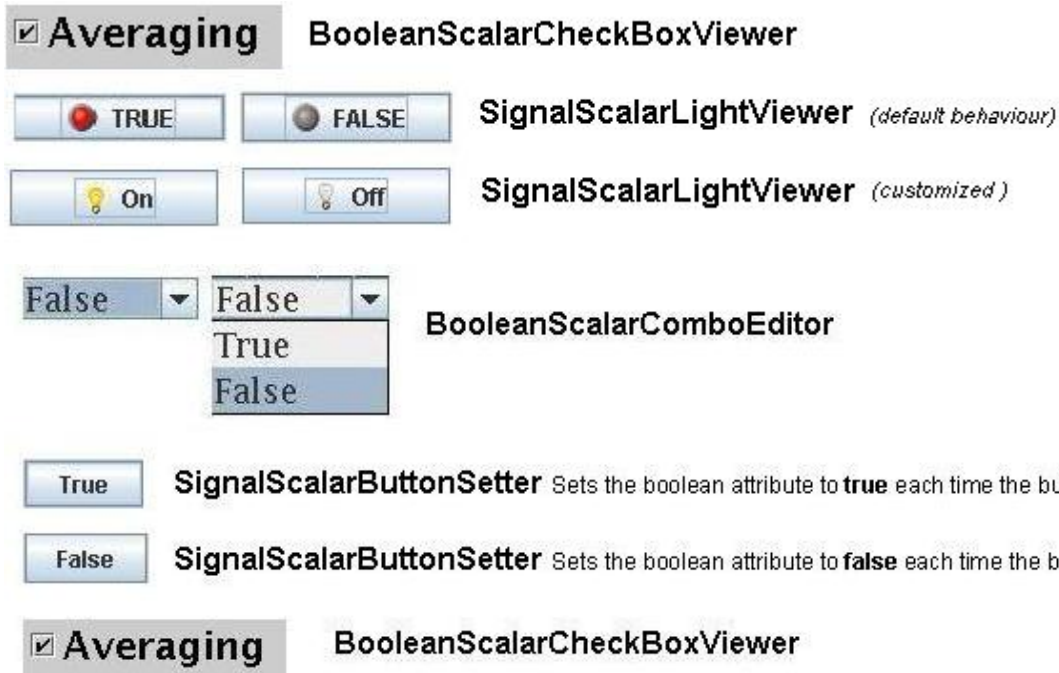 Averaging BooleanScalarCheckBoxViewer
TRUE FALSE SignalScalarLightViewer (default behaviour)
On Off SignalScalarLightViewer (customized )
False False BooleanScalarComboEditor
True
False
True SignalScalarButtonSetter Sets the boolean attribute to true each time the bu
False SignalScalarButtonSetter Sets the boolean attribute to false each time the b
Averaging BooleanScalarCheckBoxViewer